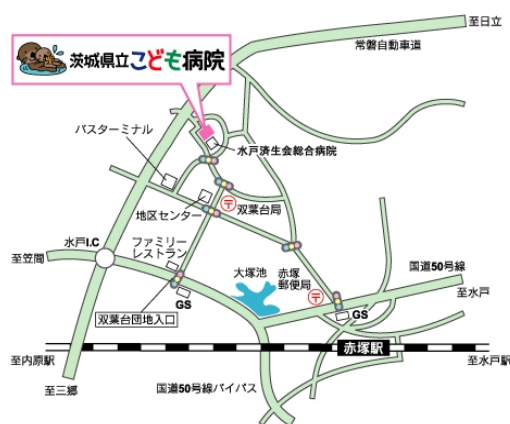 至日立
常磐自動車道
茨城県立こども病院
バスターミナル
水戸済生会総合病院
地区センター
双葉台局
水戸I.C
至笠間
ファミリー
レストラン
大塚池
赤塚
郵便局
国道50号線
至水戸
GS
GS
双葉台団地入口
赤塚駅
至内原駅
至水戸駅
至三郷
国道50号線バイパス